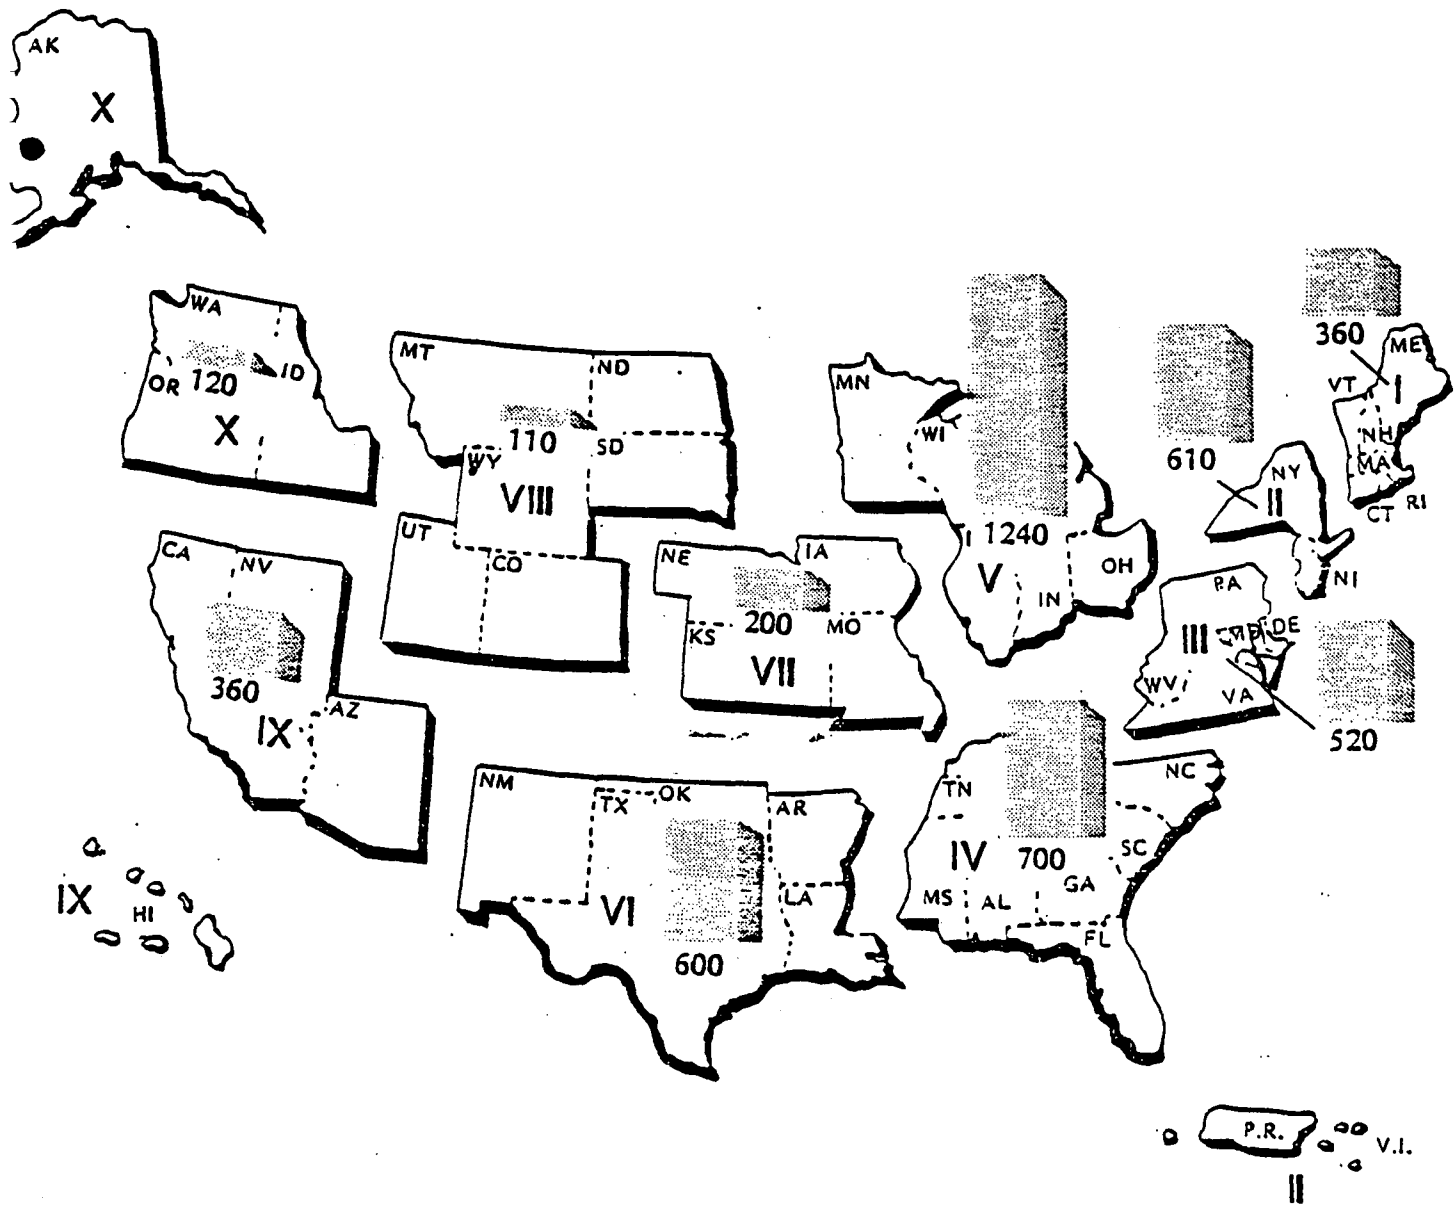 AK
X
WA
OR
120
ID
X
MT
ND
110
SD
WY
VIII
UT
CO
MN
WI
1240
V
IN
OH
360
ME
I
VT
NH
MA
CT
RI
610
NY
II
NJ
PA
III
MD
DE
WV
VA
520
CA
NV
360
IX
AZ
NE
IA
200
KS
MO
VII
NM
TX
OK
AR
LA
VI
600
TN
NC
IV
700
SC
MS
AL
GA
FL
IX
HI
P.R.
V.I.
II